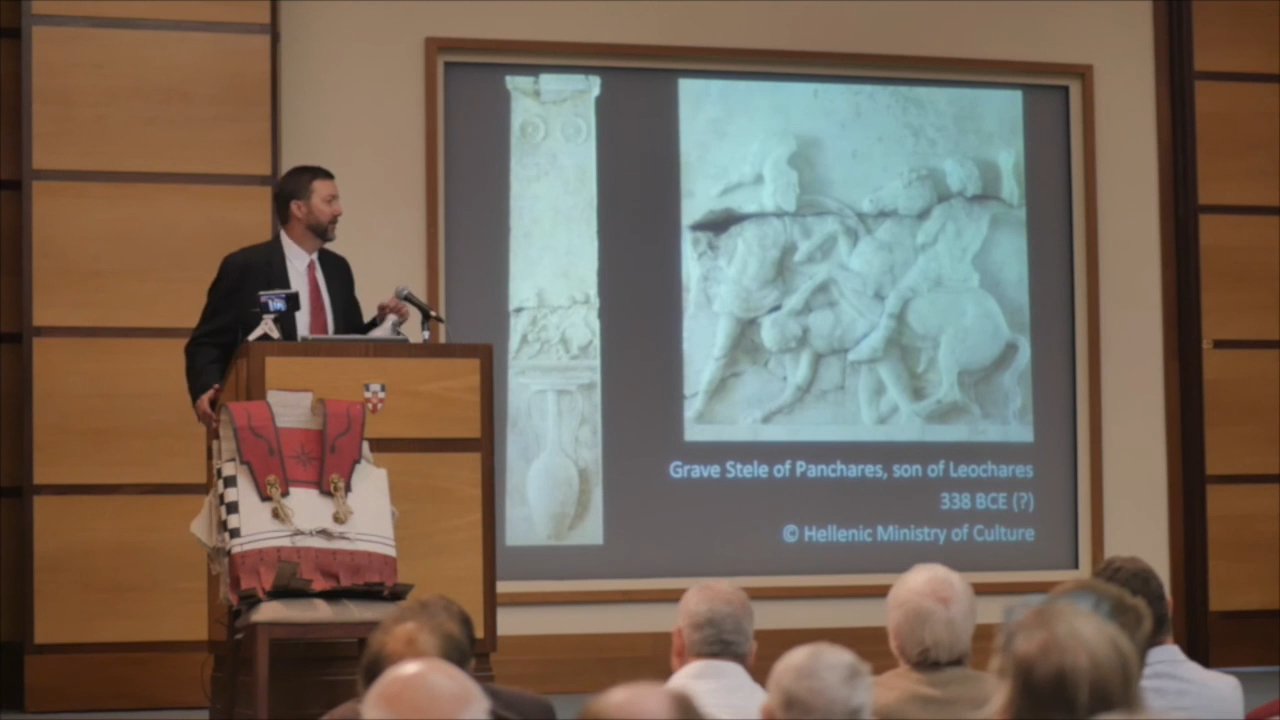 Grave Stele of Panchares, son of Leochares
338 BCE (?)
© Hellenic Ministry of Culture